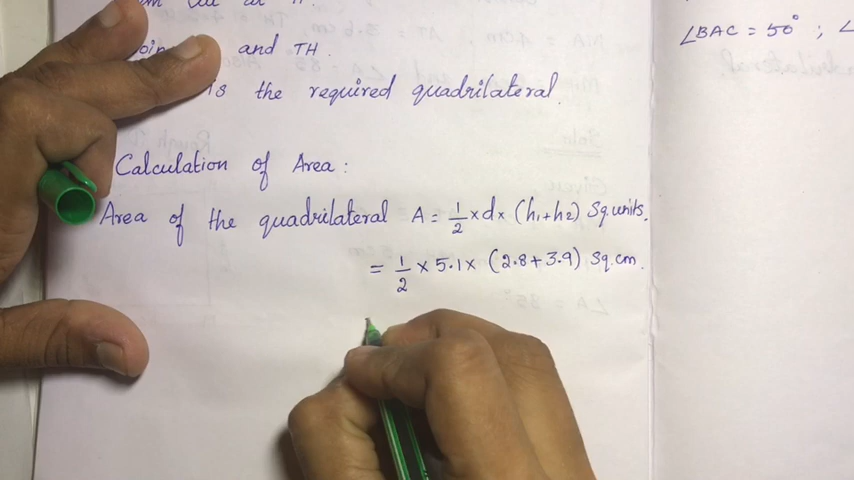 and TH.
is the required quadrilateral.
Calculation of Area:
Area of the quadrilateral A = 1/2 × d × (h1+h2) Sq.units.
= 1/2 × 5.1 × (2.8+3.9) Sq.cm.
∠BAC = 50° ; ∠